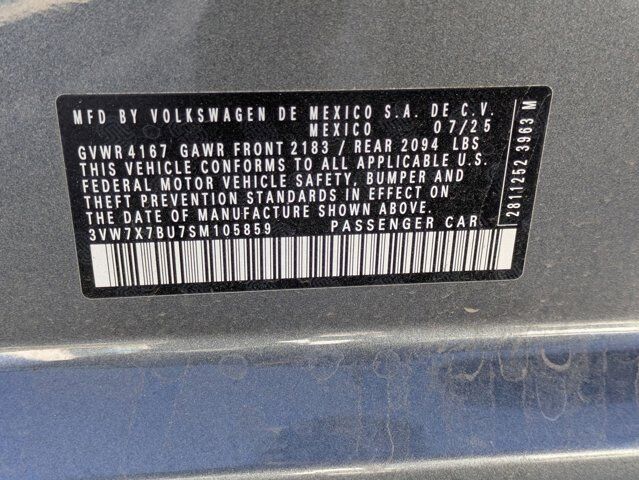 MFD BY VOLKSWAGEN DE MEXICO S.A. DE C.V.
MEXICO 07/25
GVWR 4167 GAWR FRONT 2183 / REAR 2094 LBS
THIS VEHICLE CONFORMS TO ALL APPLICABLE U.S.
FEDERAL MOTOR VEHICLE SAFETY, BUMPER AND
THEFT PREVENTION STANDARDS IN EFFECT ON
THE DATE OF MANUFACTURE SHOWN ABOVE.
3VW7X7BU7SM105859 PASSENGER CAR
2811252 3963 M